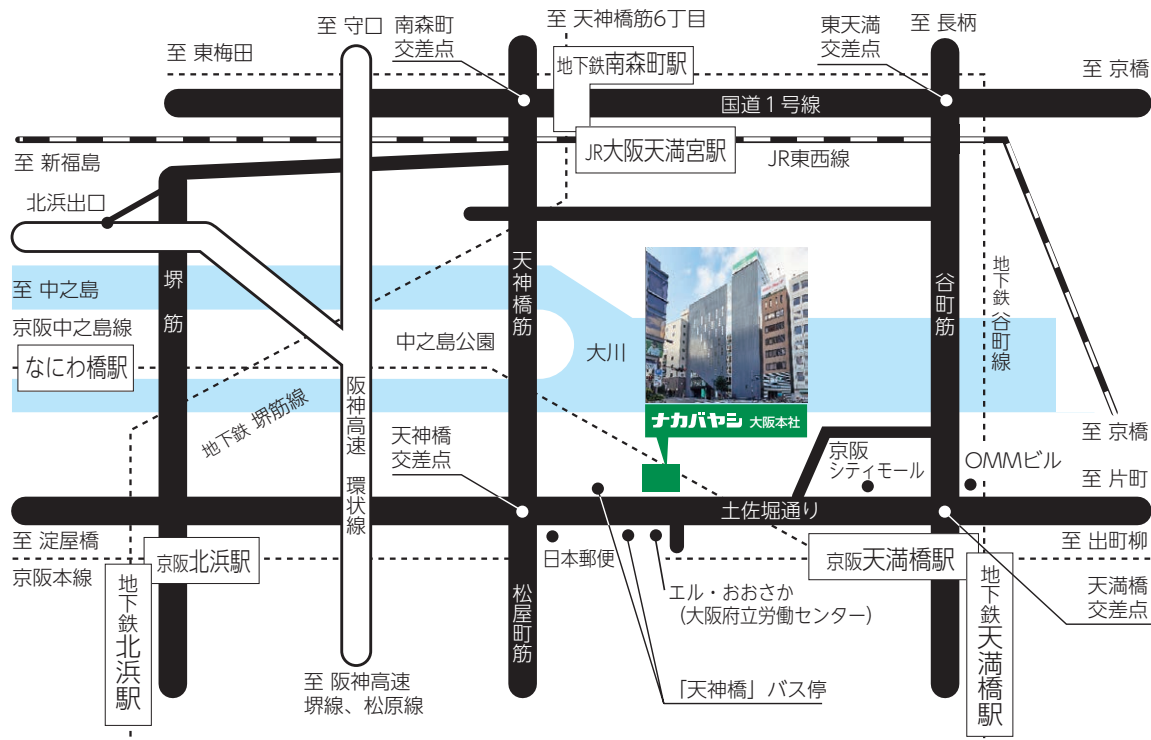 至 守口
南森町
交差点
至 天神橋筋6丁目
東天満
交差点
至 長柄
至 東梅田
地下鉄南森町駅
至 京橋
国道1号線
至 新福島
JR大阪天満宮駅
JR東西線
北浜出口
堺筋
天神橋筋
谷町筋
地下鉄 谷町線
至 中之島
京阪中之島線
なにわ橋駅
中之島公園
大川
阪神高速 環状線
地下鉄 堺筋線
ナカバヤシ 大阪本社
天神橋
交差点
京阪
シティモール
OMMビル
至 京橋
至 片町
土佐堀通り
至 淀屋橋
京阪本線
京阪北浜駅
地下鉄北浜駅
日本郵便
エル・おおさか
(大阪府立労働センター)
京阪天満橋駅
至 出町柳
地下鉄天満橋駅
天満橋
交差点
松屋町筋
至 阪神高速
堺線、松原線
「天神橋」バス停